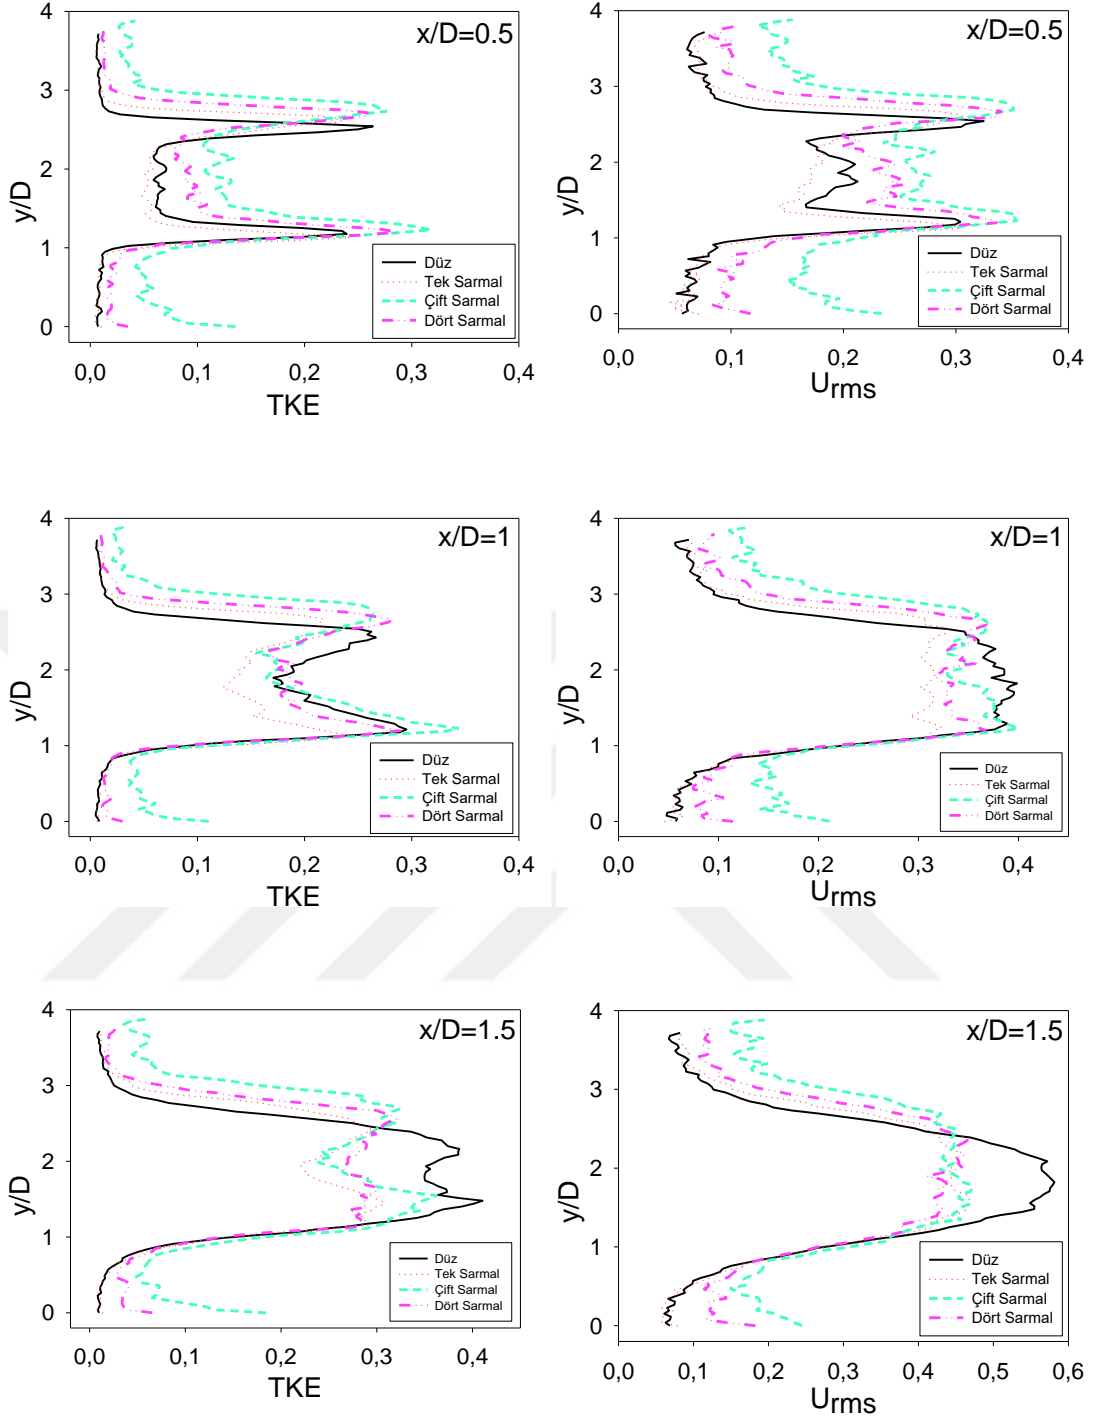 x/D=0.5
4
3
2
1
0
y/D
Düz
Tek Sarmal
Çift Sarmal
Dört Sarmal
0,0 0,1 0,2 0,3 0,4
TKE
x/D=0.5
4
3
2
1
0
y/D
Düz
Tek Sarmal
Çift Sarmal
Dört Sarmal
0,0 0,1 0,2 0,3 0,4
Urms
x/D=1
4
3
2
1
0
y/D
Düz
Tek Sarmal
Çift Sarmal
Dört Sarmal
0,0 0,1 0,2 0,3 0,4
TKE
x/D=1
4
3
2
1
0
y/D
Düz
Tek Sarmal
Çift Sarmal
Dört Sarmal
0,0 0,1 0,2 0,3 0,4
Urms
x/D=1.5
4
3
2
1
0
y/D
Düz
Tek Sarmal
Çift Sarmal
Dört Sarmal
0,0 0,1 0,2 0,3 0,4
TKE
x/D=1.5
4
3
2
1
0
y/D
Düz
Tek Sarmal
Çift Sarmal
Dört Sarmal
0,0 0,1 0,2 0,3 0,4 0,5 0,6
Urms